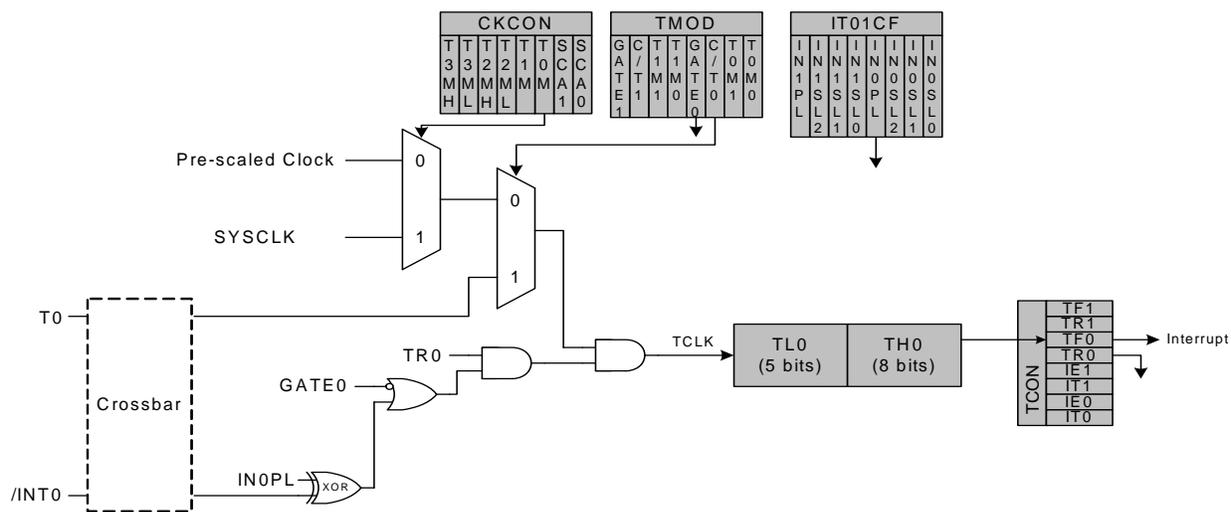 CKCON
T3MH T3ML T2MH T2ML T1M T0M SCA1 SCA0
TMOD
GATE1 C/T1 T1M1 T1M0 GATE0 C/T0 T0M1 T0M0
IT01CF
IN1PL IN1SL2 IN1SL1 IN1SL0 IN0PL IN0SL2 IN0SL1 IN0SL0
Pre-scaled Clock
0
SYSCLK
1
0
1
T0
Crossbar
/INT0
TR0
GATE0
IN0PL
XOR
TCLK
TL0
(5 bits)
TH0
(8 bits)
TCON
TF1
TR1
TF0
TR0
IE1
IT1
IE0
IT0
Interrupt